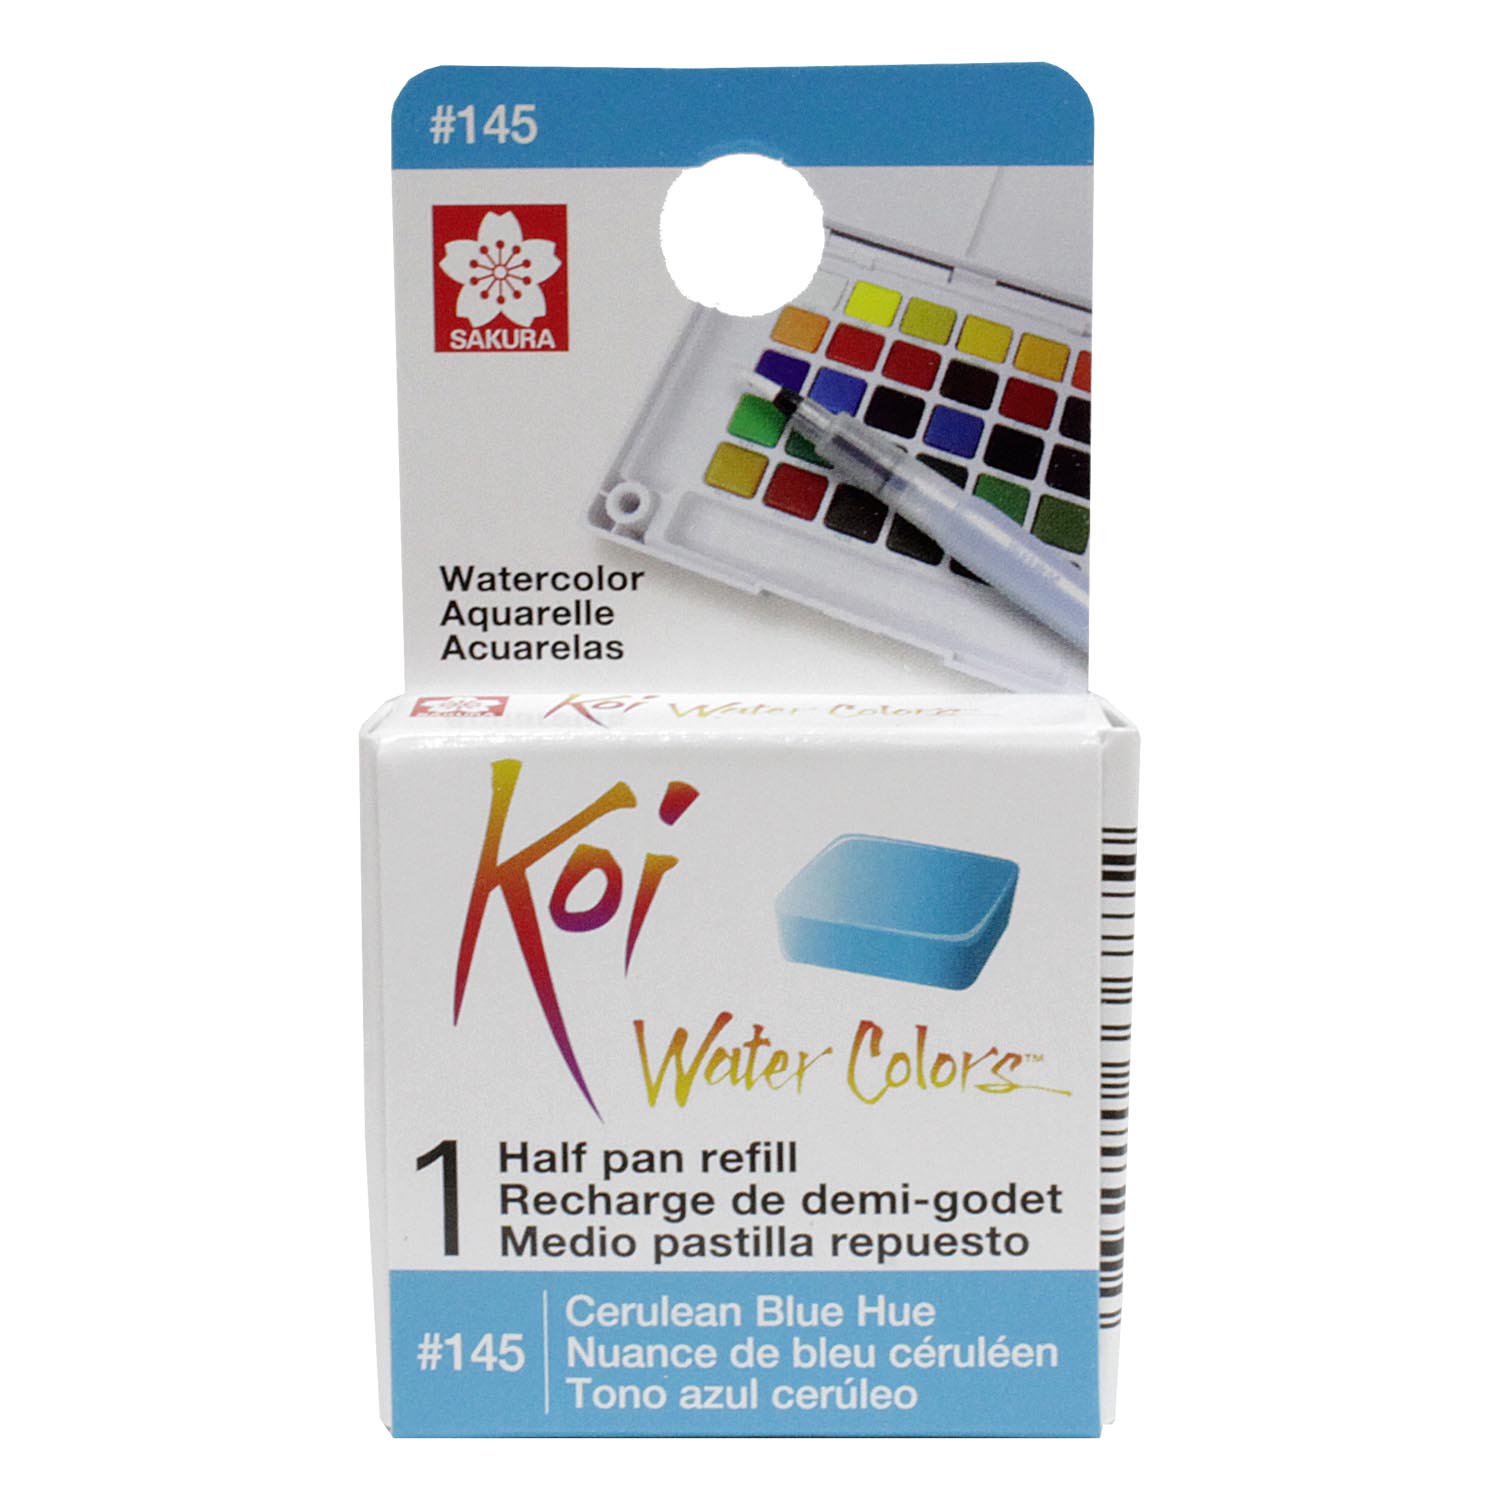 #145
SAKURA
Watercolor
Aquarelle
Acuarelas
SAKURA
Koi Water Colors
Koi
Water Colors™
1
Half pan refill
Recharge de demi-godet
Medio pastilla repuesto
#145
Cerulean Blue Hue
Nuance de bleu céruléen
Tono azul cerúleo